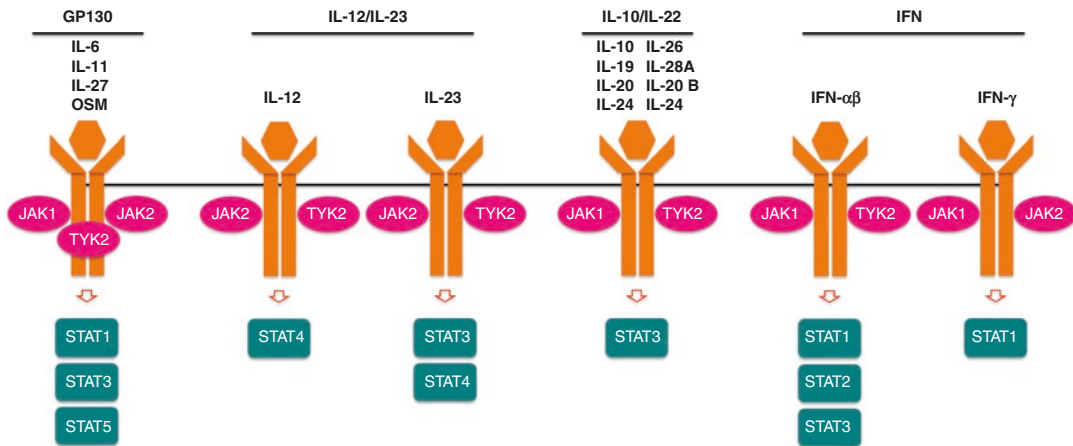 GP130
IL-12/IL-23
IL-10/IL-22
IFN
IL-6
IL-11
IL-27
OSM
IL-12
IL-23
IL-10 IL-26
IL-19 IL-28A
IL-20 IL-20 B
IL-24 IL-24
IFN-αβ
IFN-γ
JAK1 JAK2
TYK2
JAK2 TYK2
JAK2 TYK2
JAK1 TYK2
JAK1 TYK2
JAK1 JAK2
STAT1
STAT3
STAT5
STAT4
STAT3
STAT4
STAT3
STAT1
STAT2
STAT3
STAT1